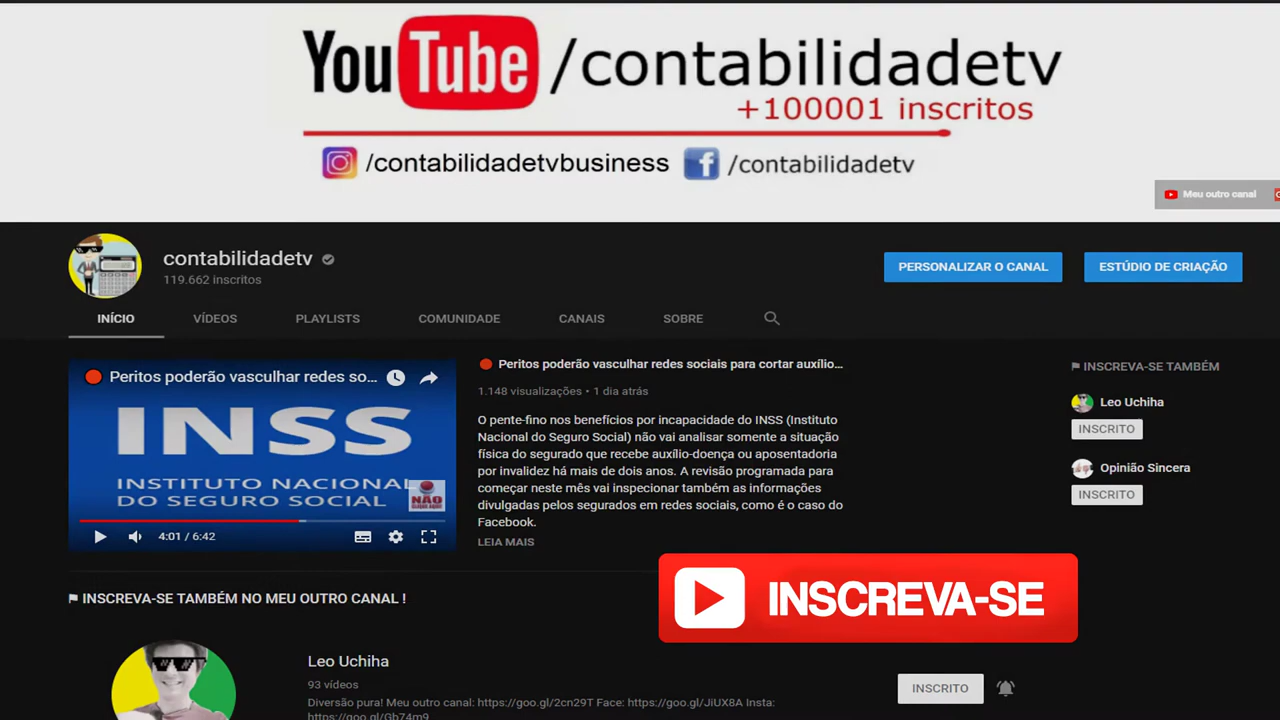 YouTube /contabilidadetv
+100001 inscritos
/contabilidadetvbusiness /contabilidadetv
Meu outro canal
contabilidadetv
119.662 inscritos
PERSONALIZAR O CANAL
ESTÚDIO DE CRIAÇÃO
INÍCIO VÍDEOS PLAYLISTS COMUNIDADE CANAIS SOBRE
Peritos poderão vasculhar redes so...
INSS
INSTITUTO NACIONAL
DO SEGURO SOCIAL
NÃO
4:01 / 6:42
Peritos poderão vasculhar redes sociais para cortar auxílio...
1.148 visualizações • 1 dia atrás
O pente-fino nos benefícios por incapacidade do INSS (Instituto
Nacional do Seguro Social) não vai analisar somente a situação
física do segurado que recebe auxílio-doença ou aposentadoria
por invalidez há mais de dois anos. A revisão programada para
começar neste mês vai inspecionar também as informações
divulgadas pelos segurados em redes sociais, como é o caso do
Facebook.
LEIA MAIS
INSCREVA-SE TAMBÉM
Leo Uchiha
INSCRITO
Opinião Sincera
INSCRITO
INSCREVA-SE
INSCREVA-SE TAMBÉM NO MEU OUTRO CANAL !
Leo Uchiha
93 vídeos
Diversão pura! Meu outro canal: https://goo.gl/2cn29T Face: https://goo.gl/JiUX8A Insta:
https://goo.gl/Gb74m9
INSCRITO